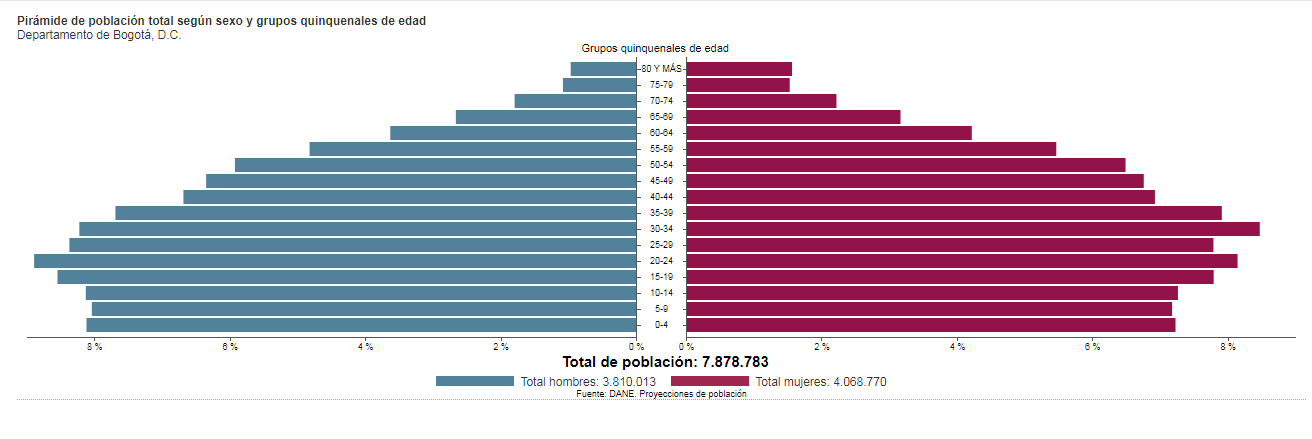 Pirámide de población total según sexo y grupos quinquenales de edad
Departamento de Bogotá, D.C.
Grupos quinquenales de edad
80 Y MÁS
75-79
70-74
65-69
60-64
55-59
50-54
45-49
40-44
35-39
30-34
25-29
20-24
15-19
10-14
5-9
0-4
8 % 6 % 4 % 2 % 0 % 0 % 2 % 4 % 6 % 8 %
Total de población: 7.878.783
Total hombres: 3.810.013 Total mujeres: 4.068.770
Fuente: DANE. Proyecciones de población